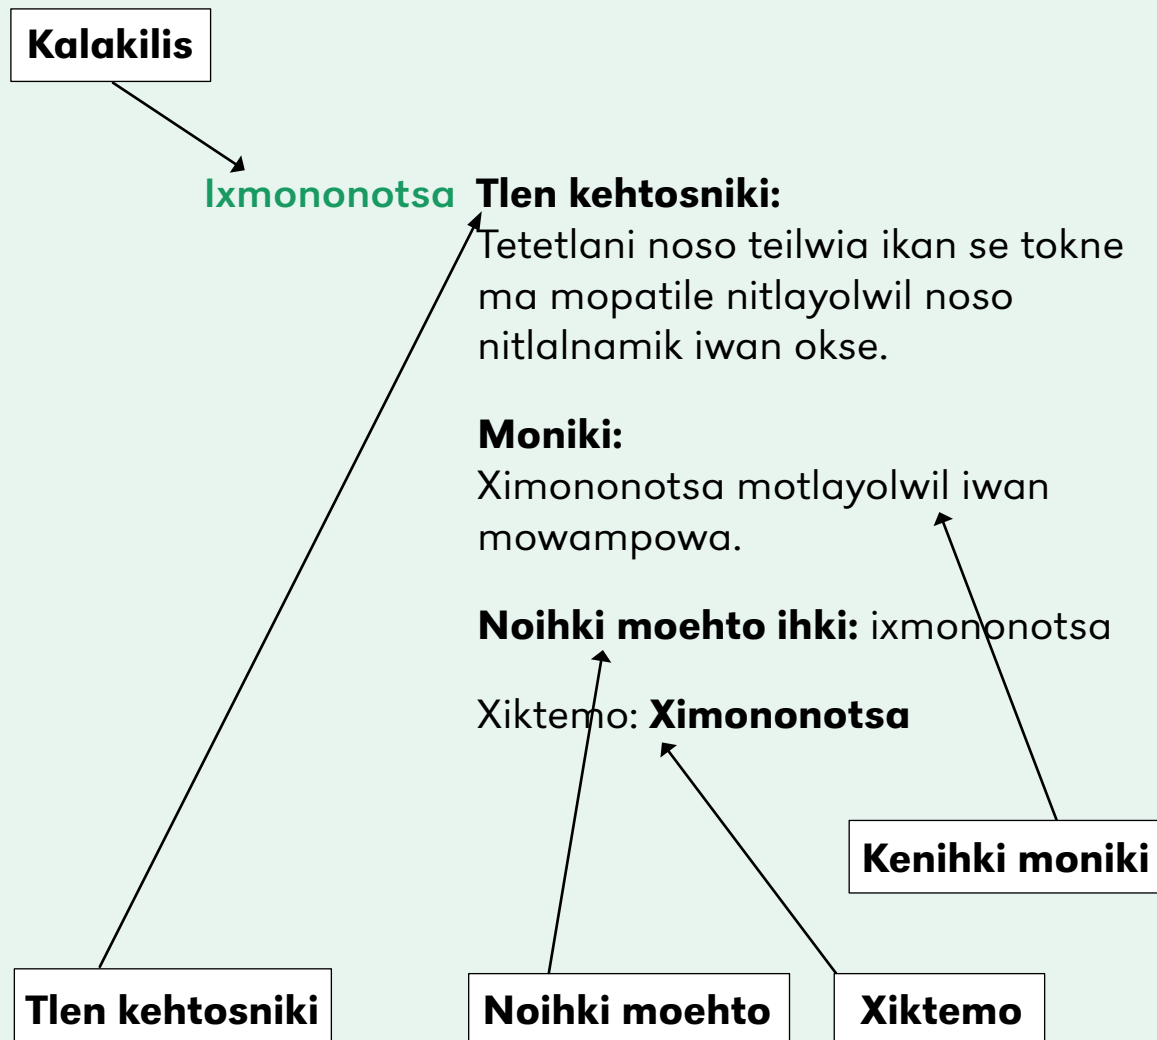 Kalakilis
Ixmononotsa Tlen kehtosniki:
Tetetlani noso teilwia ikan se tokne
ma mopatile nitlayolwil noso
nitlalnamik iwan okse.
Moniki:
Ximononotsa motlayolwil iwan
mowampowa.
Noihki moehto ihki: ixmononotsa
Xiktemo: Ximononotsa
Kenihki moniki
Tlen kehtosniki
Noihki moehto
Xiktemo